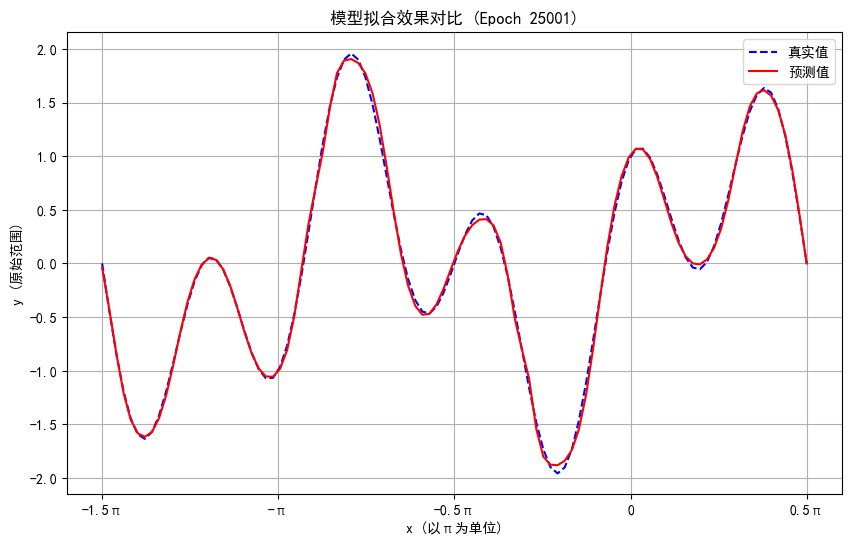 模型拟合效果对比 (Epoch 25001)
真实值
预测值
y (原始范围)
2.0
1.5
1.0
0.5
0.0
-0.5
-1.0
-1.5
-2.0
-1.5π
-π
-0.5π
0
0.5π
x (以π为单位)